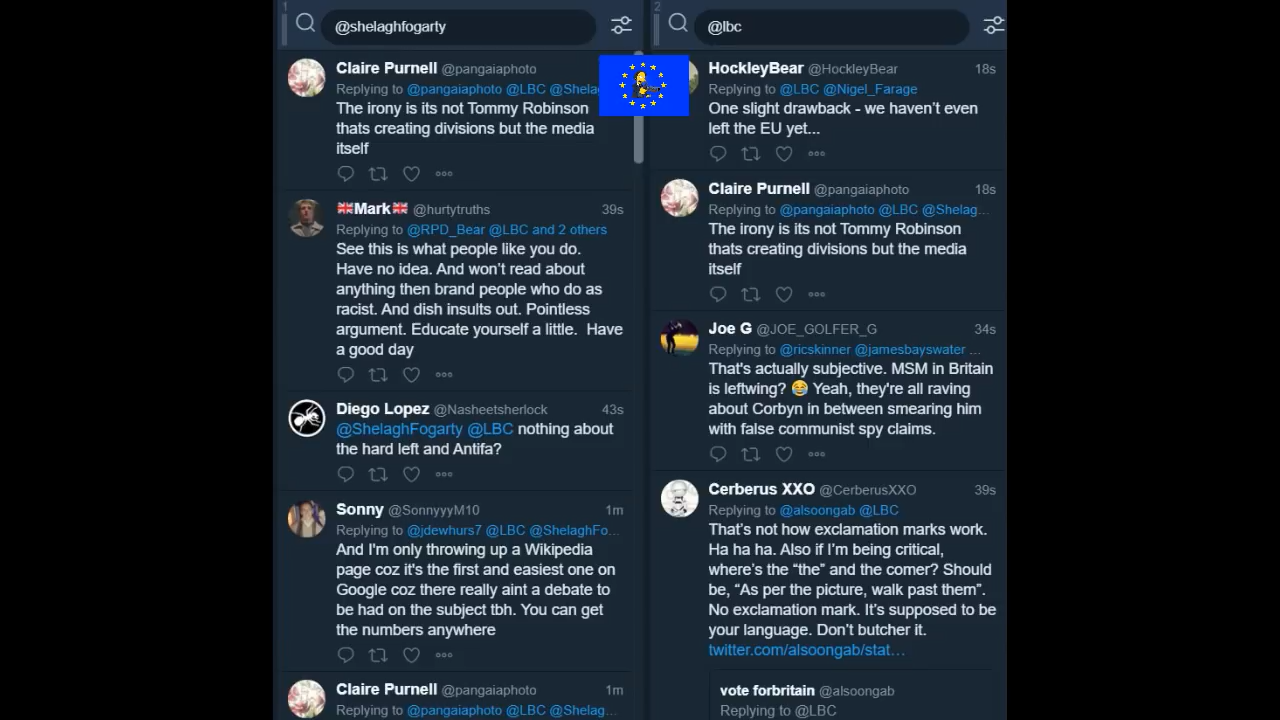 1
@shelaghfogarty
Claire Purnell @pangaiaphoto
Replying to @pangaiaphoto @LBC @Shela
The irony is its not Tommy Robinson
thats creating divisions but the media
itself
🇬🇧Mark🇬🇧 @hurtytruths 39s
Replying to @RPD_Bear @LBC and 2 others
See this is what people like you do.
Have no idea. And won't read about
anything then brand people who do as
racist. And dish insults out. Pointless
argument. Educate yourself a little.  Have
a good day
Diego Lopez @Nasheetsherlock 43s
@ShelaghFogarty @LBC nothing about
the hard left and Antifa?
Sonny @SonnyyyM10 1m
Replying to @jdewhurs7 @LBC @ShelaghFo...
And I'm only throwing up a Wikipedia
page coz it's the first and easiest one on
Google coz there really aint a debate to
be had on the subject tbh. You can get
the numbers anywhere
Claire Purnell @pangaiaphoto 1m
Replying to @pangaiaphoto @LBC @Shelag...
2
@lbc
HockleyBear @HockleyBear 18s
Replying to @LBC @Nigel_Farage
One slight drawback - we haven't even
left the EU yet...
Claire Purnell @pangaiaphoto 18s
Replying to @pangaiaphoto @LBC @Shelag...
The irony is its not Tommy Robinson
thats creating divisions but the media
itself
Joe G @JOE_GOLFER_G 34s
Replying to @ricskinner @jamesbayswater ...
That's actually subjective. MSM in Britain
is leftwing? 😂 Yeah, they're all raving
about Corbyn in between smearing him
with false communist spy claims.
Cerberus XXO @CerberusXXO 39s
Replying to @alsoongab @LBC
That's not how exclamation marks work.
Ha ha ha. Also if I'm being critical,
where's the “the” and the comer? Should
be, “As per the picture, walk past them”.
No exclamation mark. It's supposed to be
your language. Don't butcher it.
twitter.com/alsoongab/stat…
vote forbritain @alsoongab
Replying to @LBC